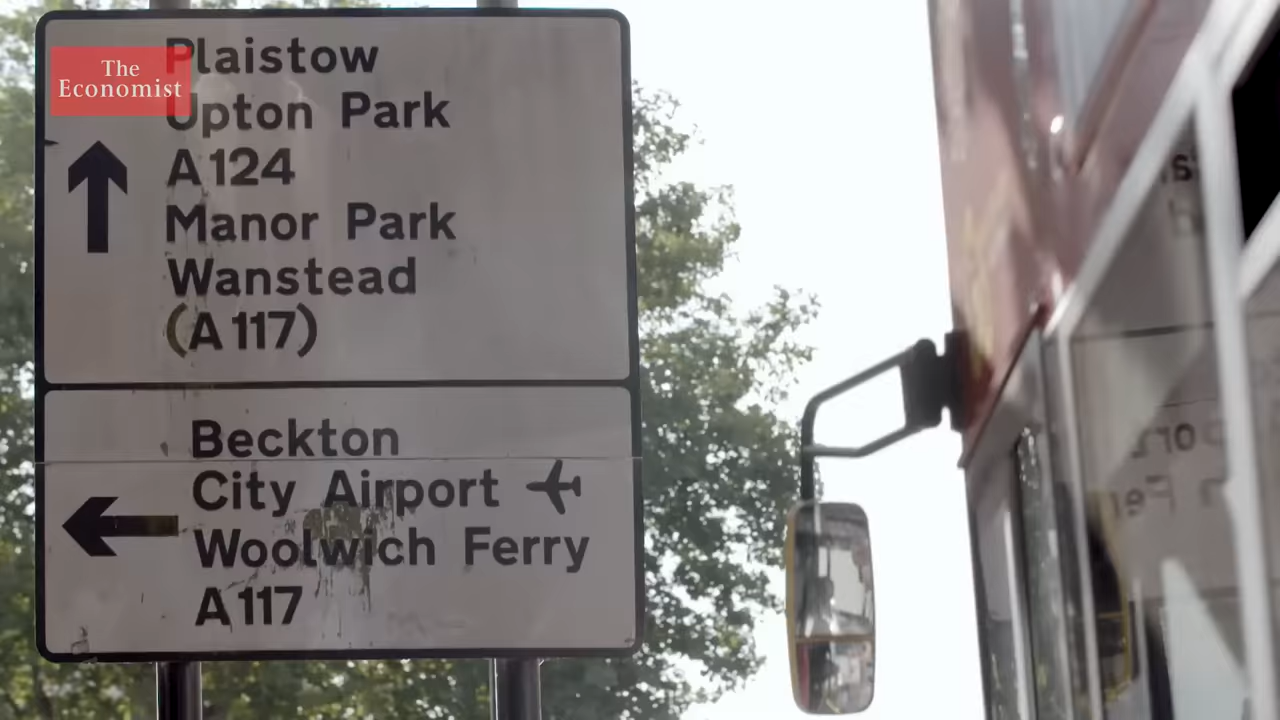 The
Economist
Plaistow
Upton Park
A124
Manor Park
Wanstead
(A117)
Beckton
City Airport
Woolwich Ferry
A117